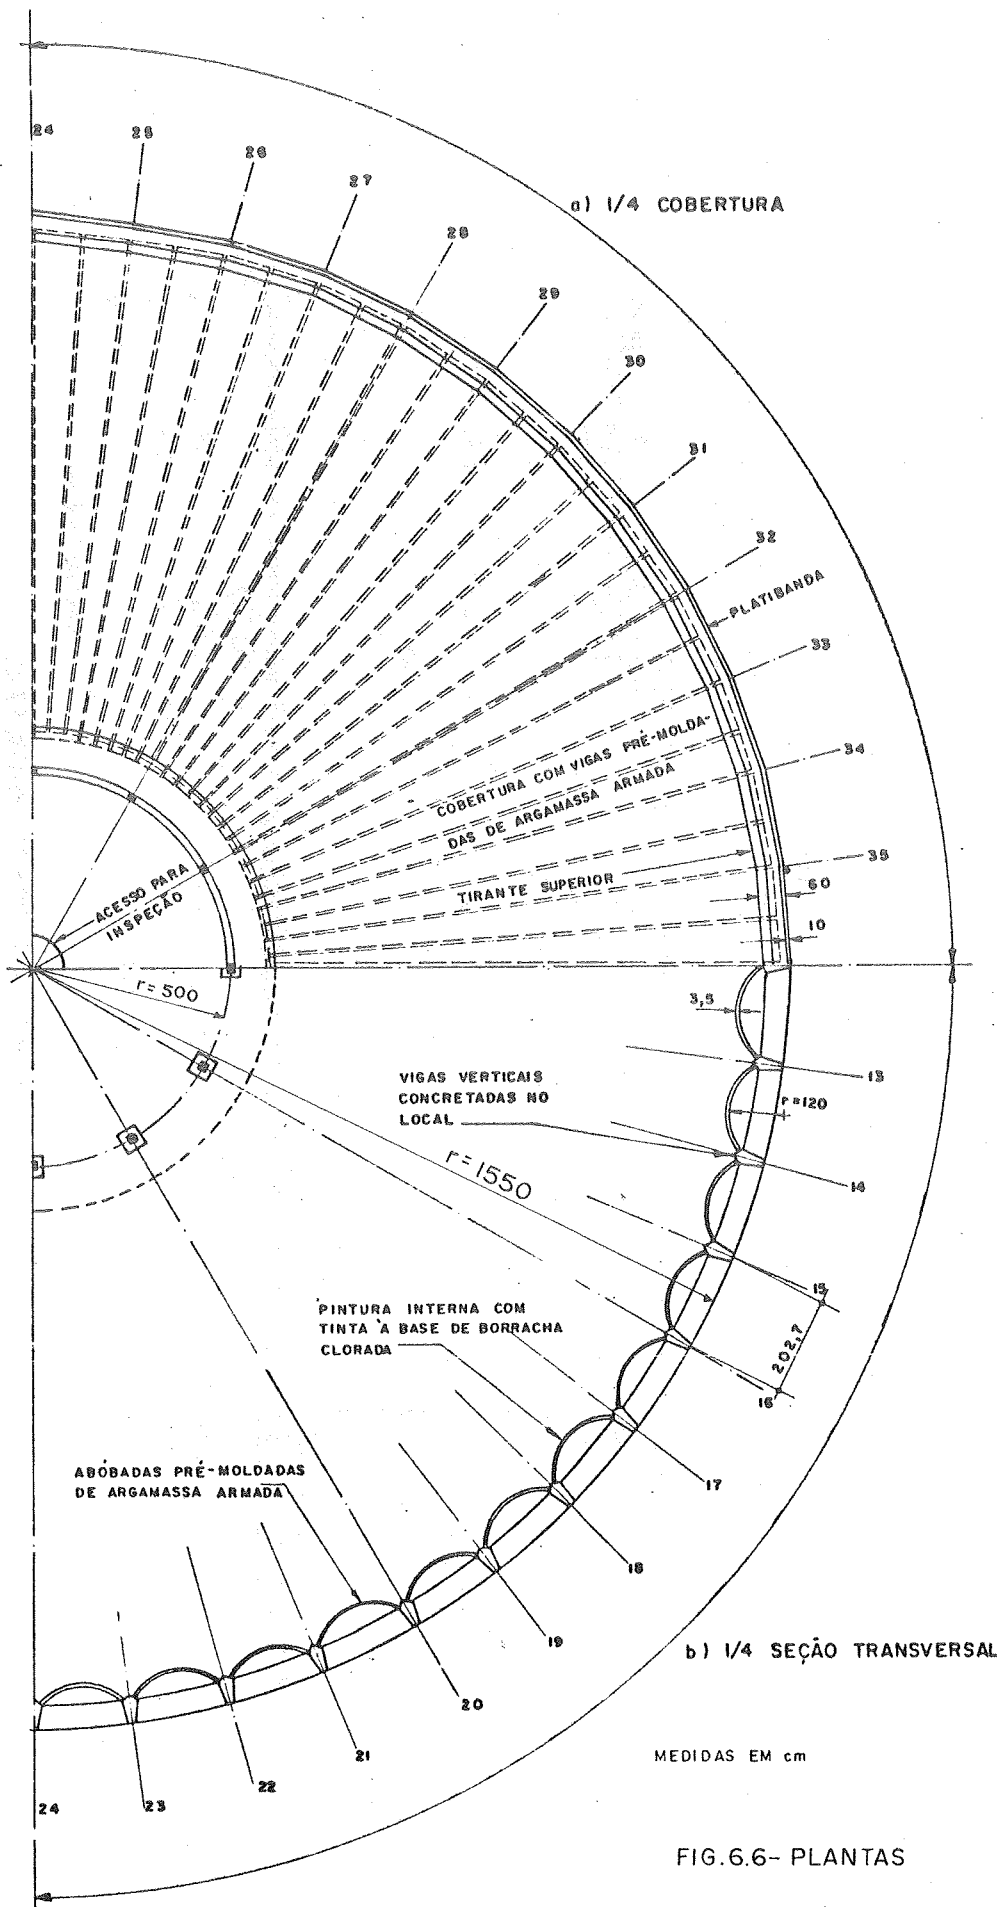 24
25
26
27
a) 1/4 COBERTURA
28
29
30
31
32
PLATIBANDA
33
COBERTURA COM VIGAS PRÉ-MOLDA-
DAS DE ARGAMASSA ARMADA
34
35
TIRANTE SUPERIOR
60
10
ACESSO PARA
INSPEÇÃO
r=500
3,5
13
VIGAS VERTICAIS
CONCRETADAS NO
LOCAL
r=120
14
r=1550
15
202,7
16
PINTURA INTERNA COM
TINTA À BASE DE BORRACHA
CLORADA
17
ABÓBADAS PRÉ-MOLDADAS
DE ARGAMASSA ARMADA
18
19
b) 1/4 SEÇÃO TRANSVERSAL
20
21
22
23
24
MEDIDAS EM cm
FIG.6.6- PLANTAS